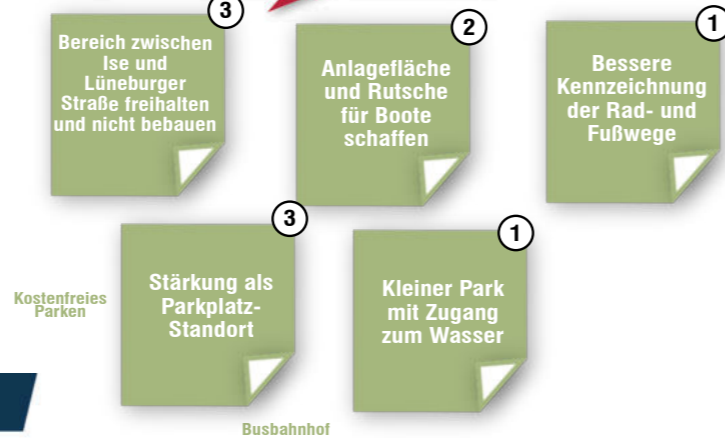 3
Bereich zwischen
Ise und
Lüneburger
Straße freihalten
und nicht bebauen
2
Anlagefläche
und Rutsche
für Boote
schaffen
1
Bessere
Kennzeichnung
der Rad- und
Fußwege
3
Stärkung als
Parkplatz-
Standort
1
Kleiner Park
mit Zugang
zum Wasser
Kostenfreies
Parken
Busbahnhof